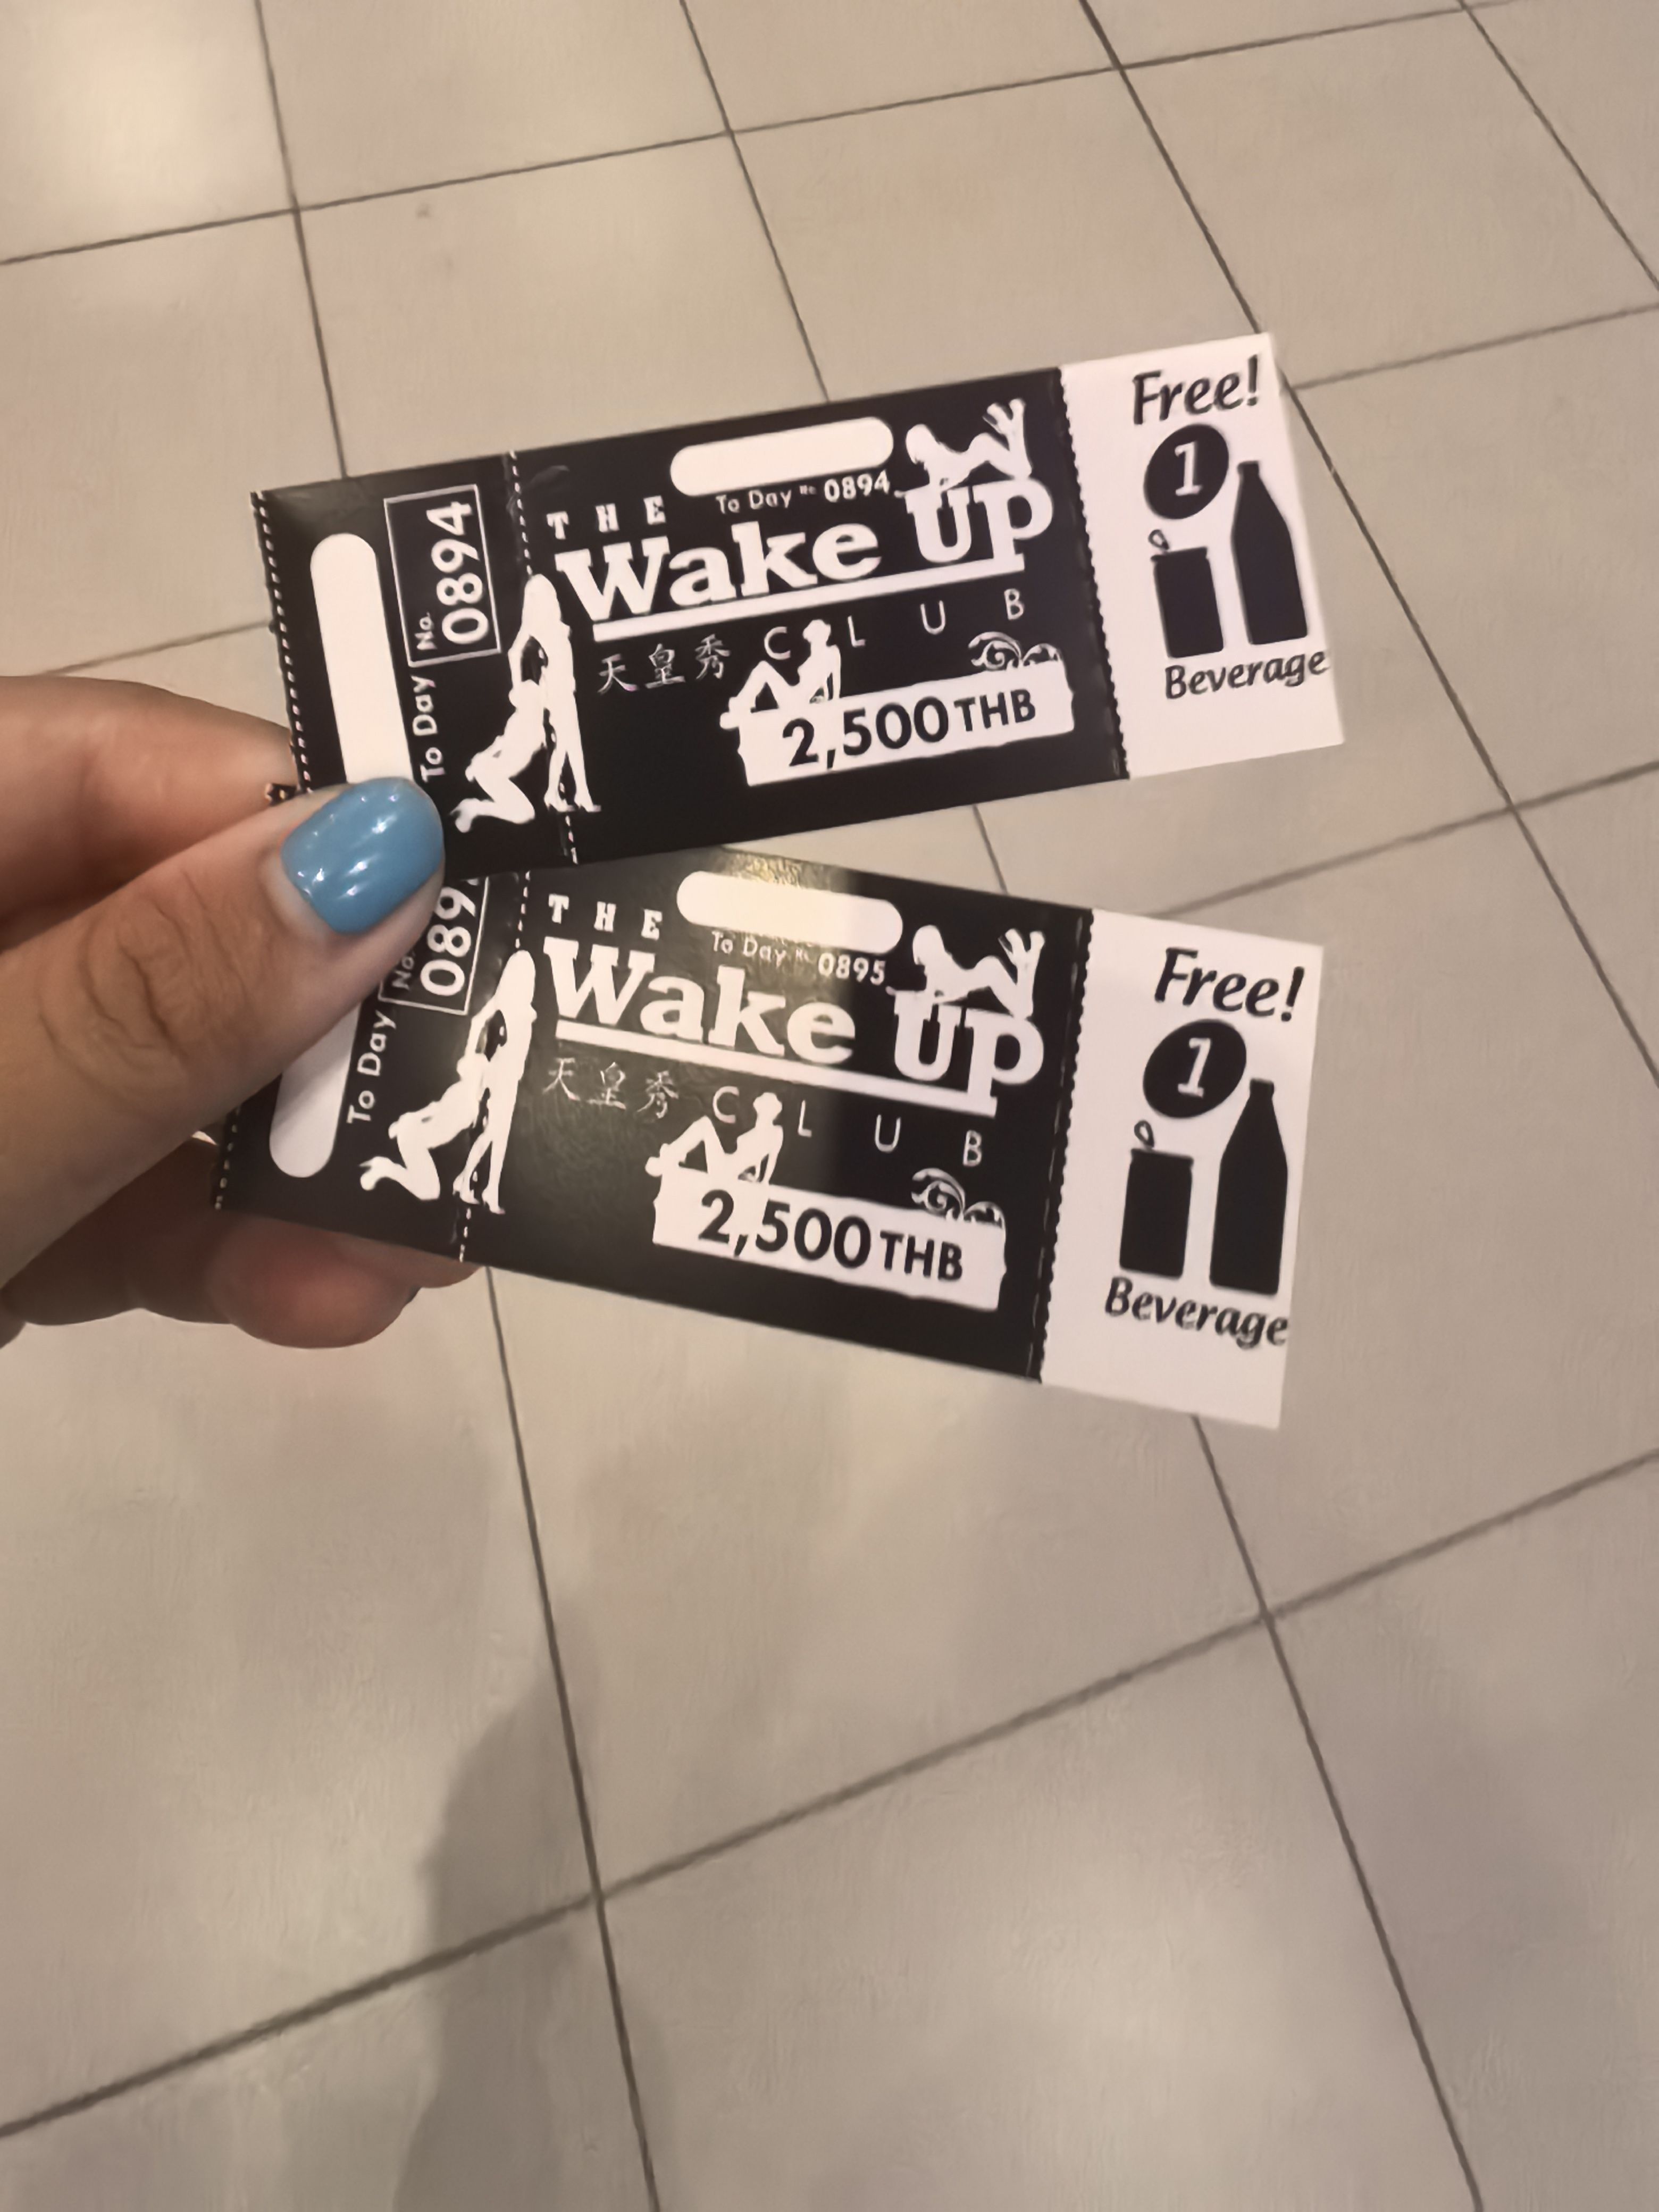 To Day No. 0894
THE
To Day No. 0894
Wake UP
天皇秀 CLUB
2,500 THB
Free!
1
Beverage
To Day No. 089
THE
To Day No. 0895
Wake UP
天皇秀 CLUB
2,500 THB
Free!
1
Beverage